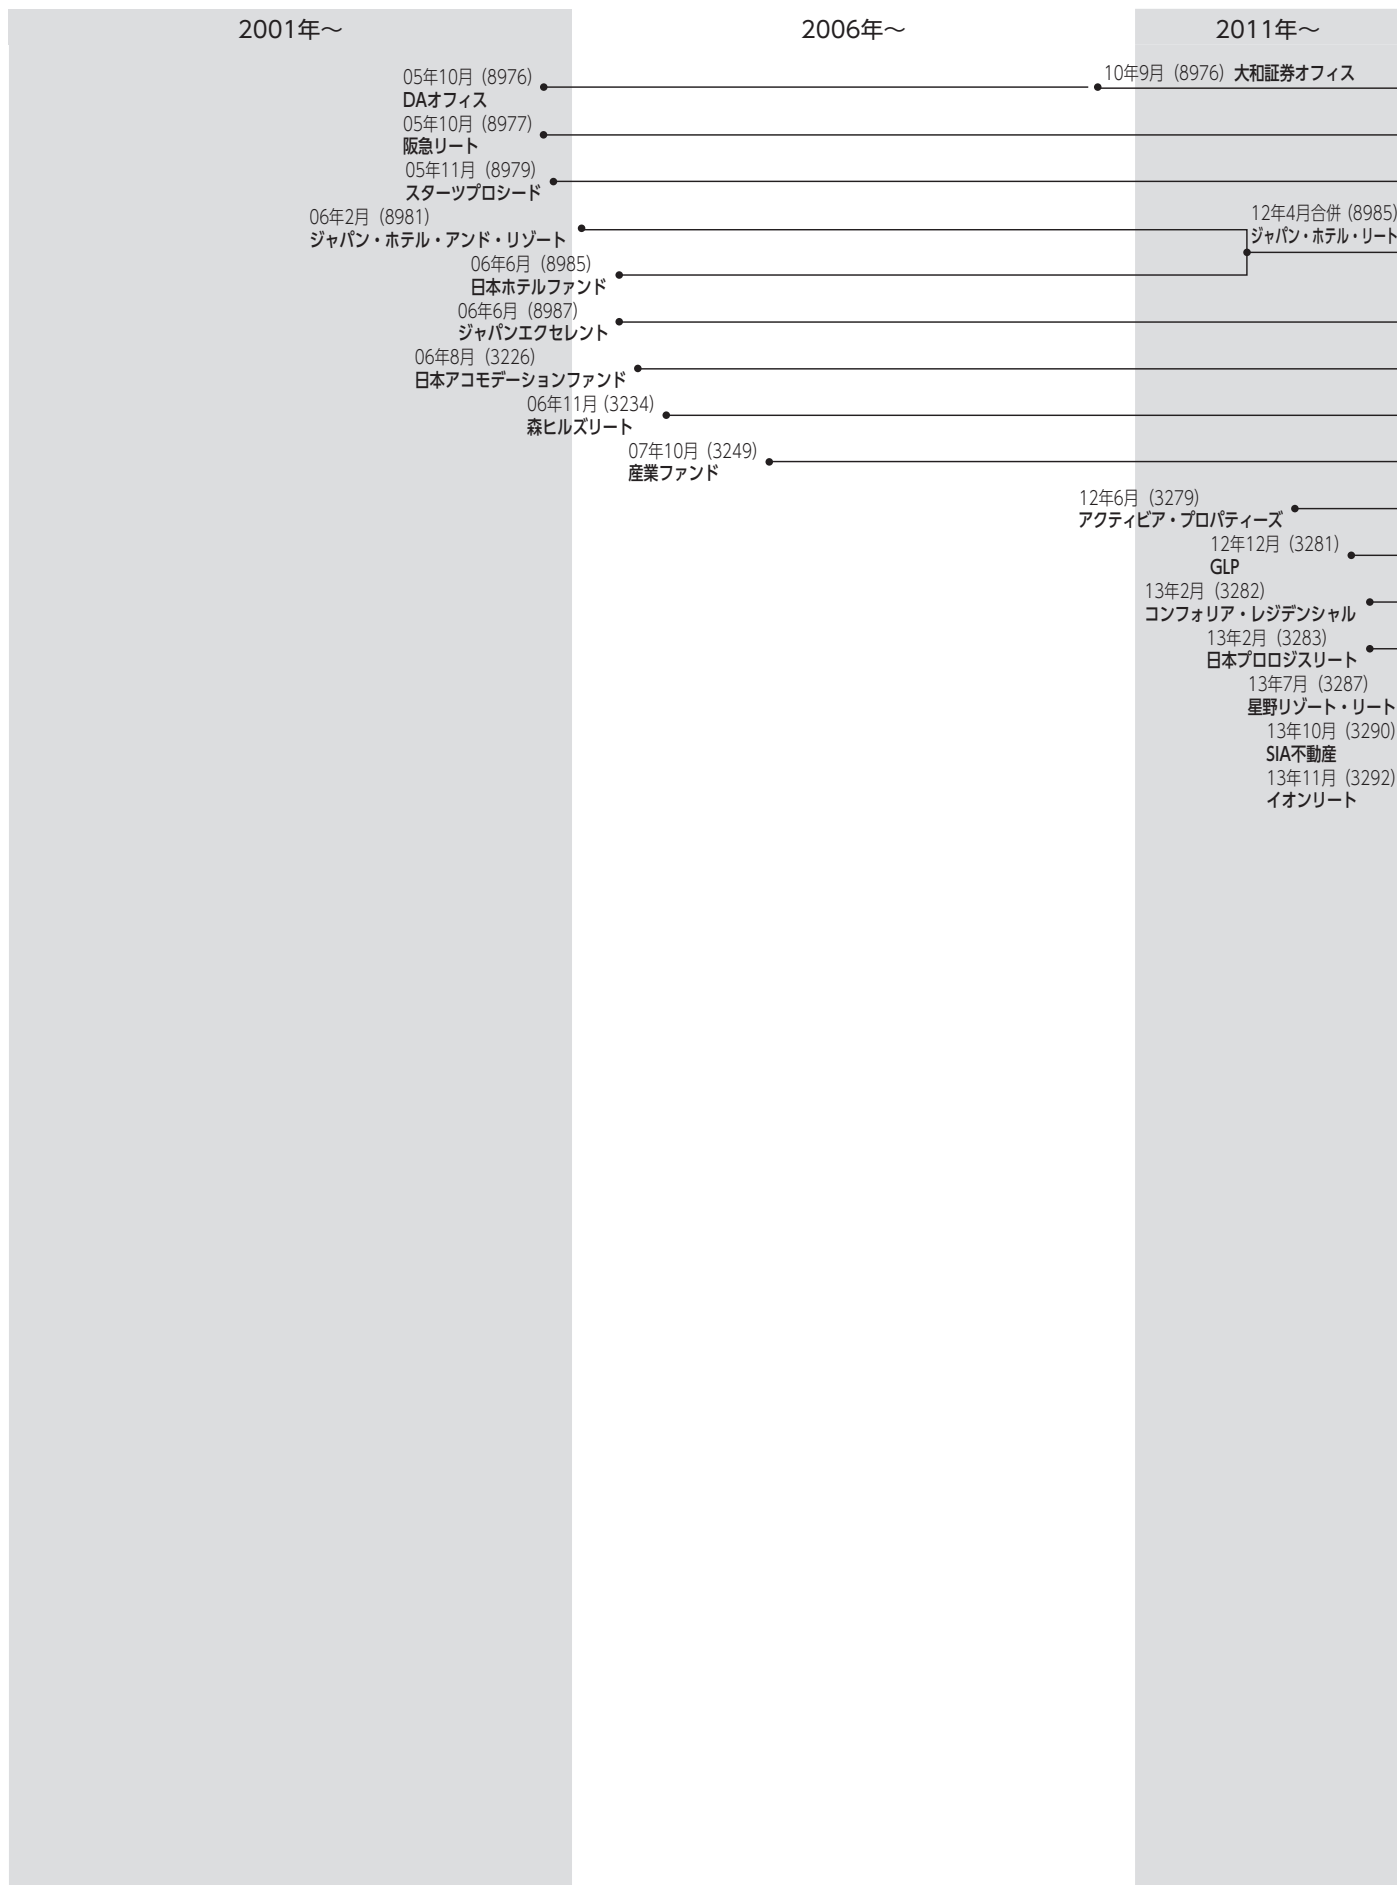 2001年～
2006年～
2011年～
05年10月 (8976)
DAオフィス
10年9月 (8976) 大和証券オフィス
05年10月 (8977)
阪急リート
05年11月 (8979)
スターツプロシード
06年2月 (8981)
ジャパン・ホテル・アンド・リゾート
12年4月合併 (8985)
ジャパン・ホテル・リート
06年6月 (8985)
日本ホテルファンド
06年6月 (8987)
ジャパンエクセレント
06年8月 (3226)
日本アコモデーションファンド
06年11月 (3234)
森ヒルズリート
07年10月 (3249)
産業ファンド
12年6月 (3279)
アクティビア・プロパティーズ
12年12月 (3281)
GLP
13年2月 (3282)
コンフォリア・レジデンシャル
13年2月 (3283)
日本プロロジスリート
13年7月 (3287)
星野リゾート・リート
13年10月 (3290)
SIA不動産
13年11月 (3292)
イオンリート